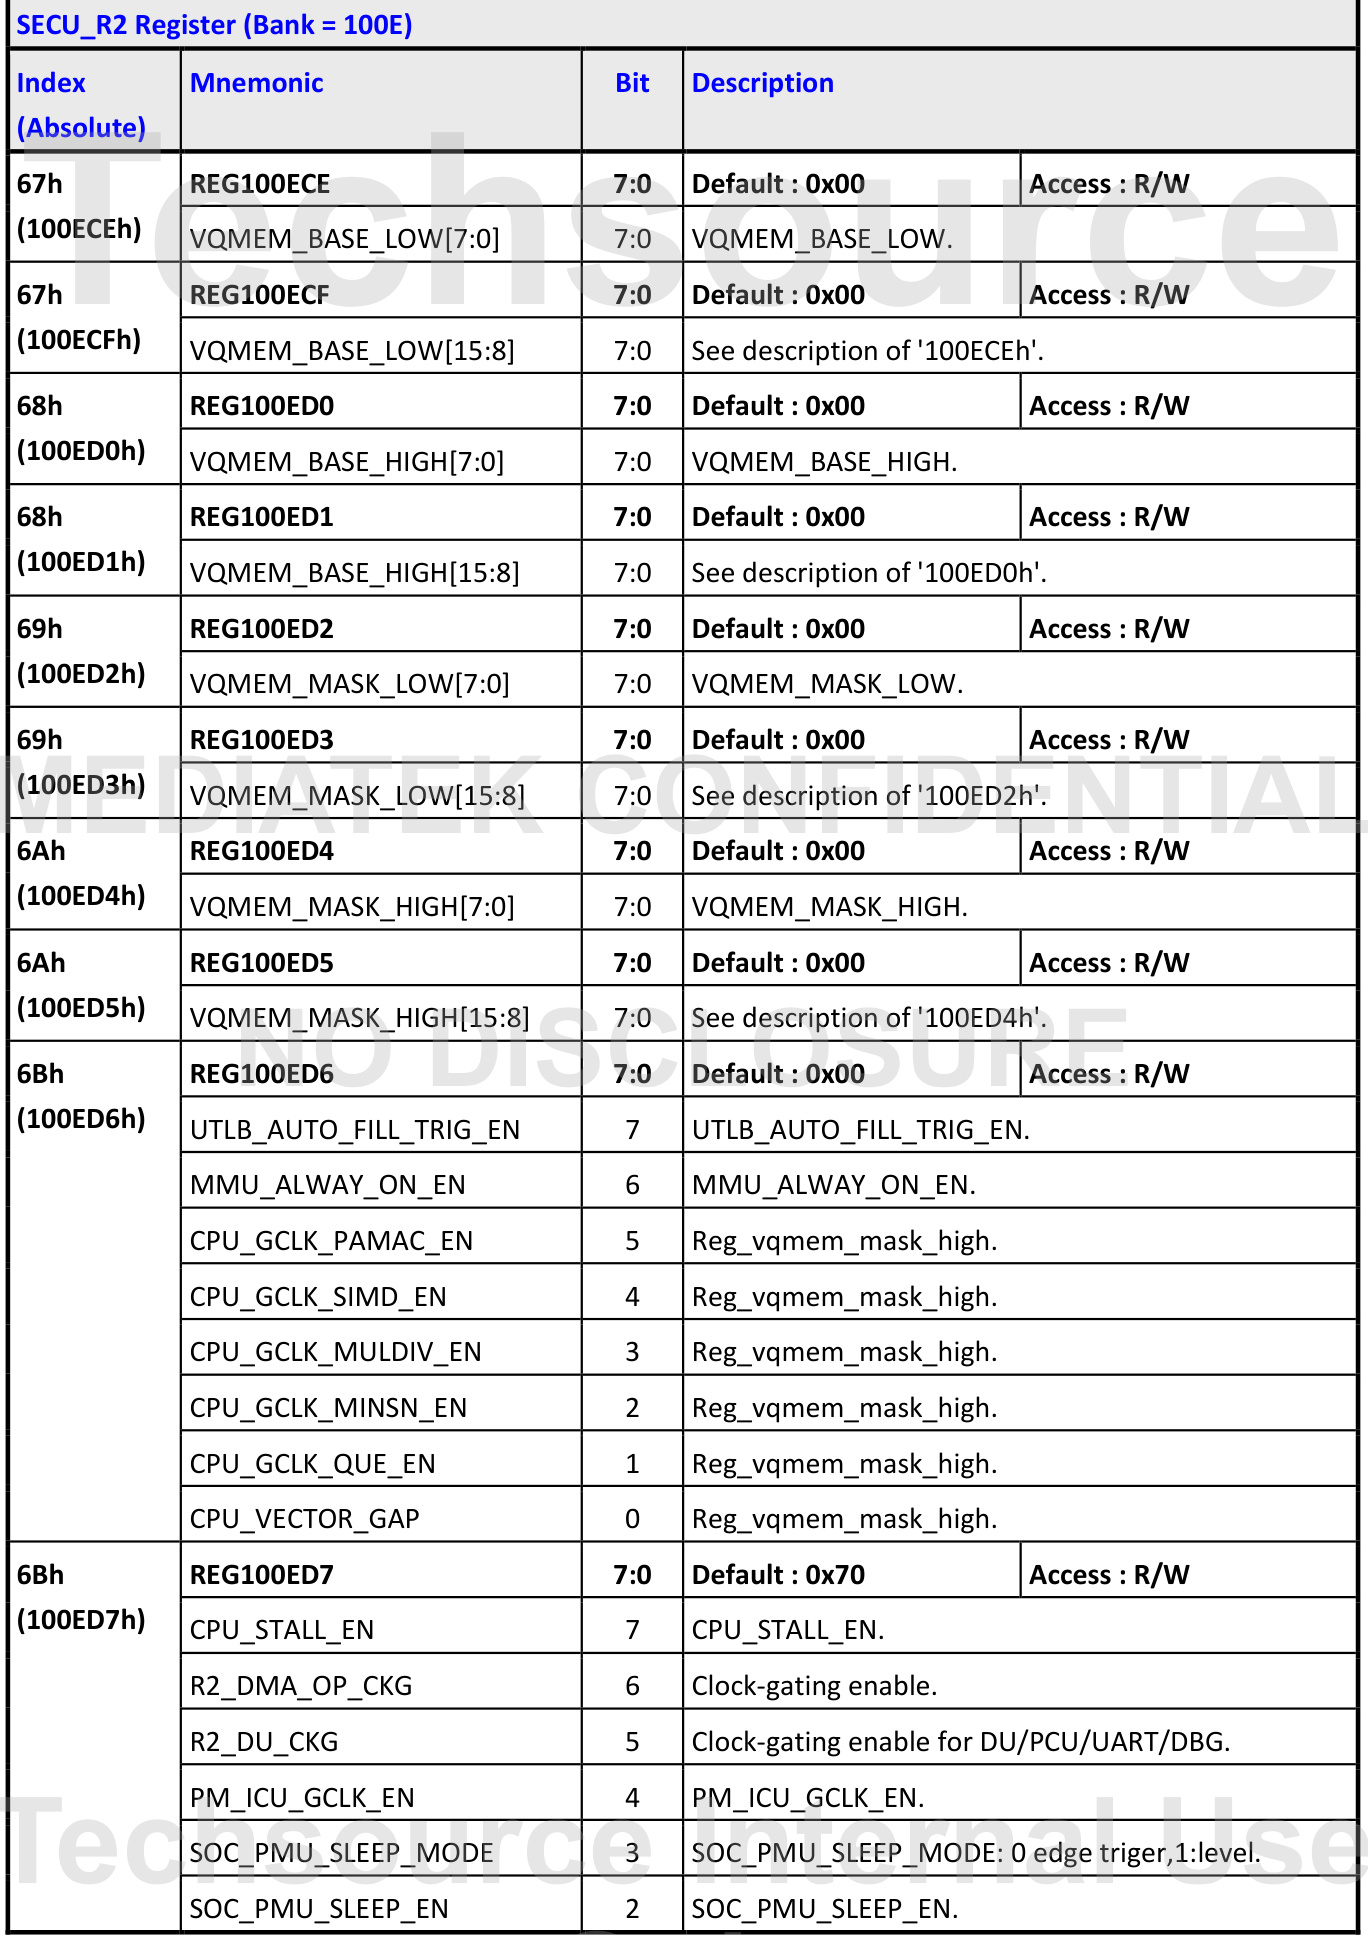 SECU_R2 Register (Bank = 100E)
Index (Absolute) Mnemonic Bit Description
67h (100ECEh) REG100ECE 7:0 Default : 0x00 Access : R/W
VQMEM_BASE_LOW[7:0] 7:0 VQMEM_BASE_LOW.
67h (100ECFh) REG100ECF 7:0 Default : 0x00 Access : R/W
VQMEM_BASE_LOW[15:8] 7:0 See description of '100ECEh'.
68h (100ED0h) REG100ED0 7:0 Default : 0x00 Access : R/W
VQMEM_BASE_HIGH[7:0] 7:0 VQMEM_BASE_HIGH.
68h (100ED1h) REG100ED1 7:0 Default : 0x00 Access : R/W
VQMEM_BASE_HIGH[15:8] 7:0 See description of '100ED0h'.
69h (100ED2h) REG100ED2 7:0 Default : 0x00 Access : R/W
VQMEM_MASK_LOW[7:0] 7:0 VQMEM_MASK_LOW.
69h (100ED3h) REG100ED3 7:0 Default : 0x00 Access : R/W
VQMEM_MASK_LOW[15:8] 7:0 See description of '100ED2h'.
6Ah (100ED4h) REG100ED4 7:0 Default : 0x00 Access : R/W
VQMEM_MASK_HIGH[7:0] 7:0 VQMEM_MASK_HIGH.
6Ah (100ED5h) REG100ED5 7:0 Default : 0x00 Access : R/W
VQMEM_MASK_HIGH[15:8] 7:0 See description of '100ED4h'.
6Bh (100ED6h) REG100ED6 7:0 Default : 0x00 Access : R/W
UTLB_AUTO_FILL_TRIG_EN 7 UTLB_AUTO_FILL_TRIG_EN.
MMU_ALWAY_ON_EN 6 MMU_ALWAY_ON_EN.
CPU_GCLK_PAMAC_EN 5 Reg_vqmem_mask_high.
CPU_GCLK_SIMD_EN 4 Reg_vqmem_mask_high.
CPU_GCLK_MULDIV_EN 3 Reg_vqmem_mask_high.
CPU_GCLK_MINSN_EN 2 Reg_vqmem_mask_high.
CPU_GCLK_QUE_EN 1 Reg_vqmem_mask_high.
CPU_VECTOR_GAP 0 Reg_vqmem_mask_high.
6Bh (100ED7h) REG100ED7 7:0 Default : 0x70 Access : R/W
CPU_STALL_EN 7 CPU_STALL_EN.
R2_DMA_OP_CKG 6 Clock-gating enable.
R2_DU_CKG 5 Clock-gating enable for DU/PCU/UART/DBG.
PM_ICU_GCLK_EN 4 PM_ICU_GCLK_EN.
SOC_PMU_SLEEP_MODE 3 SOC_PMU_SLEEP_MODE: 0 edge triger,1:level.
SOC_PMU_SLEEP_EN 2 SOC_PMU_SLEEP_EN.
Techsource
MEDIATEK CONFIDENTIAL
NO DISCLOSURE
Techsource Internal Use